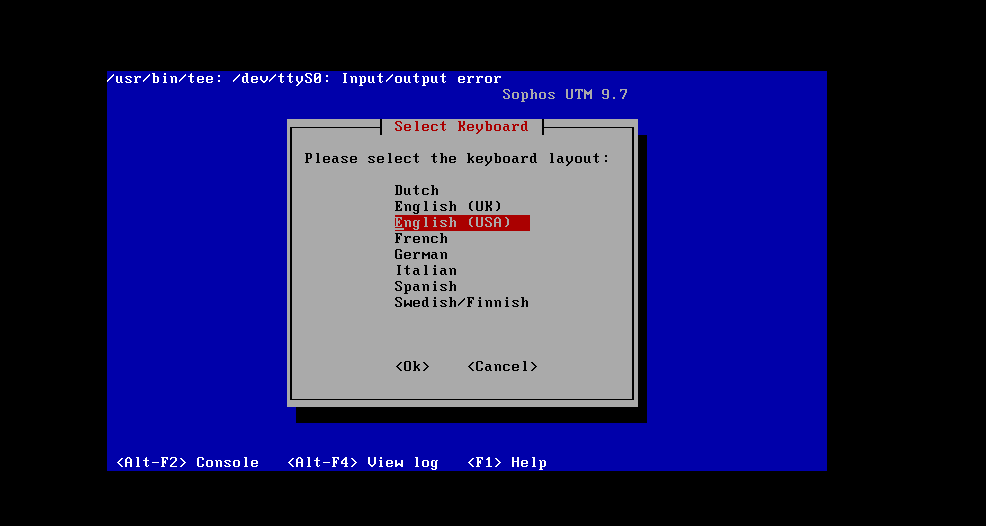 /usr/bin/tee: /dev/ttyS0: Input/output error
Sophos UTM 9.7
Select Keyboard
Please select the keyboard layout:
Dutch
English (UK)
English (USA)
French
German
Italian
Spanish
Swedish/Finnish
<Ok> <Cancel>
<Alt-F2> Console <Alt-F4> View log <F1> Help